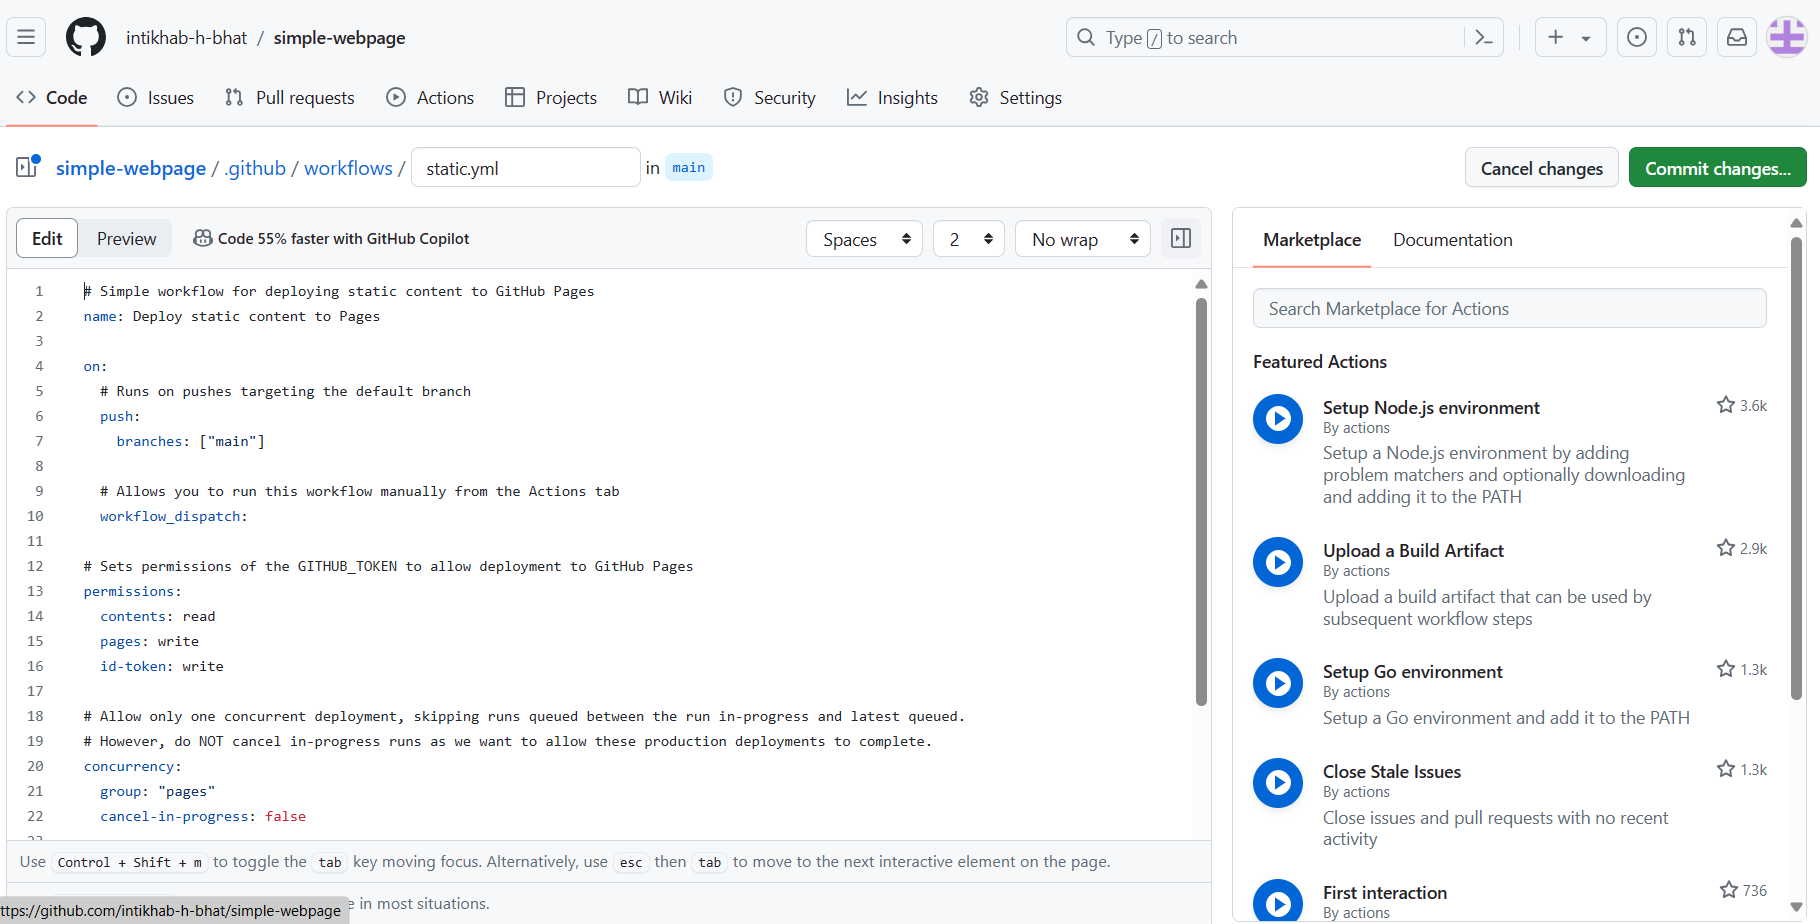 intikhab-h-bhat / simple-webpage
Type / to search
Code Issues Pull requests Actions Projects Wiki Security Insights Settings
simple-webpage / .github / workflows / static.yml in main
Cancel changes Commit changes...
Edit Preview Code 55% faster with GitHub Copilot Spaces 2 No wrap
1 # Simple workflow for deploying static content to GitHub Pages
2 name: Deploy static content to Pages
3
4 on:
5 # Runs on pushes targeting the default branch
6 push:
7 branches: ["main"]
8
9 # Allows you to run this workflow manually from the Actions tab
10 workflow_dispatch:
11
12 # Sets permissions of the GITHUB_TOKEN to allow deployment to GitHub Pages
13 permissions:
14 contents: read
15 pages: write
16 id-token: write
17
18 # Allow only one concurrent deployment, skipping runs queued between the run in-progress and latest queued.
19 # However, do NOT cancel in-progress runs as we want to allow these production deployments to complete.
20 concurrency:
21 group: "pages"
22 cancel-in-progress: false
Use Control + Shift + m to toggle the tab key moving focus. Alternatively, use esc then tab to move to the next interactive element on the page.
e in most situations.
ttps://github.com/intikhab-h-bhat/simple-webpage
Marketplace Documentation
Search Marketplace for Actions
Featured Actions
Setup Node.js environment 3.6k
By actions
Setup a Node.js environment by adding
problem matchers and optionally downloading
and adding it to the PATH
Upload a Build Artifact 2.9k
By actions
Upload a build artifact that can be used by
subsequent workflow steps
Setup Go environment 1.3k
By actions
Setup a Go environment and add it to the PATH
Close Stale Issues 1.3k
By actions
Close issues and pull requests with no recent
activity
First interaction 736
By actions